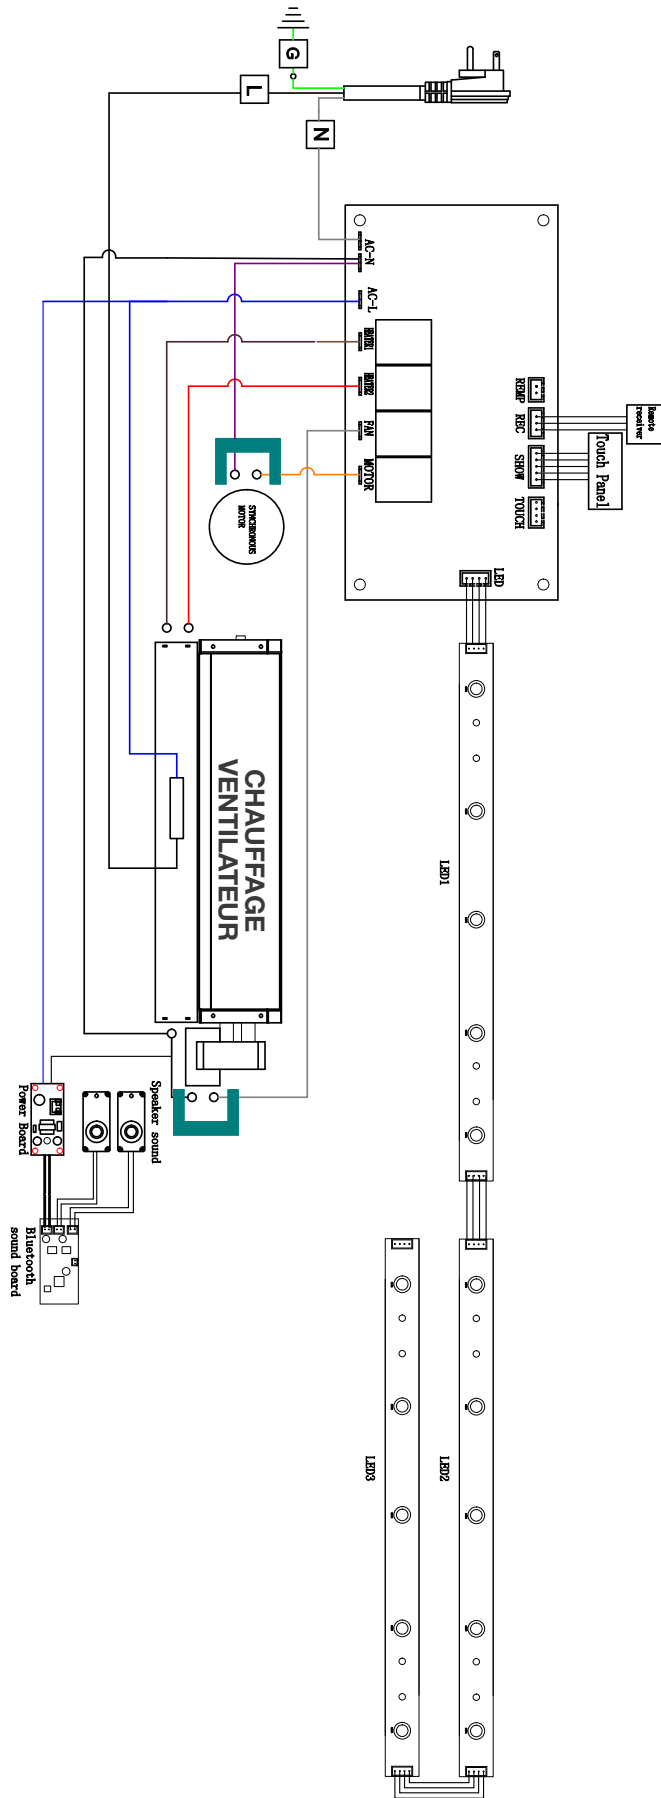 G
L
N
AC-N
AC-L
HEATER1
HEATER2
FAN
MOTOR
REMP
REC
SHOW
TOUCH
LED
Remote
receiver
Touch Panel
SYNCHRONOUS
MOTOR
CHAUFFAGE
VENTILATEUR
LED1
Speaker sound
Power Board
Bluetooth
sound board
LED3
LED2